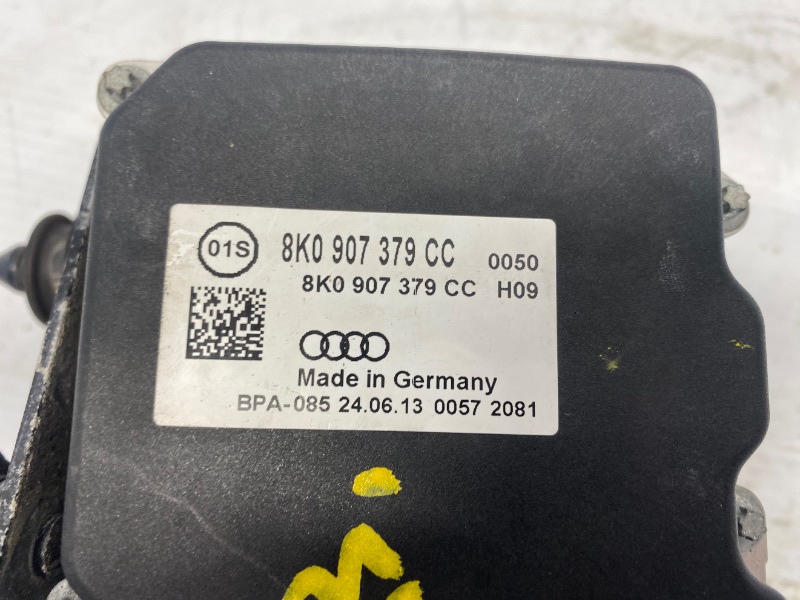 01S 8K0 907 379 CC 0050
8K0 907 379 CC H09
Made in Germany
BPA-085 24.06.13 0057 2081